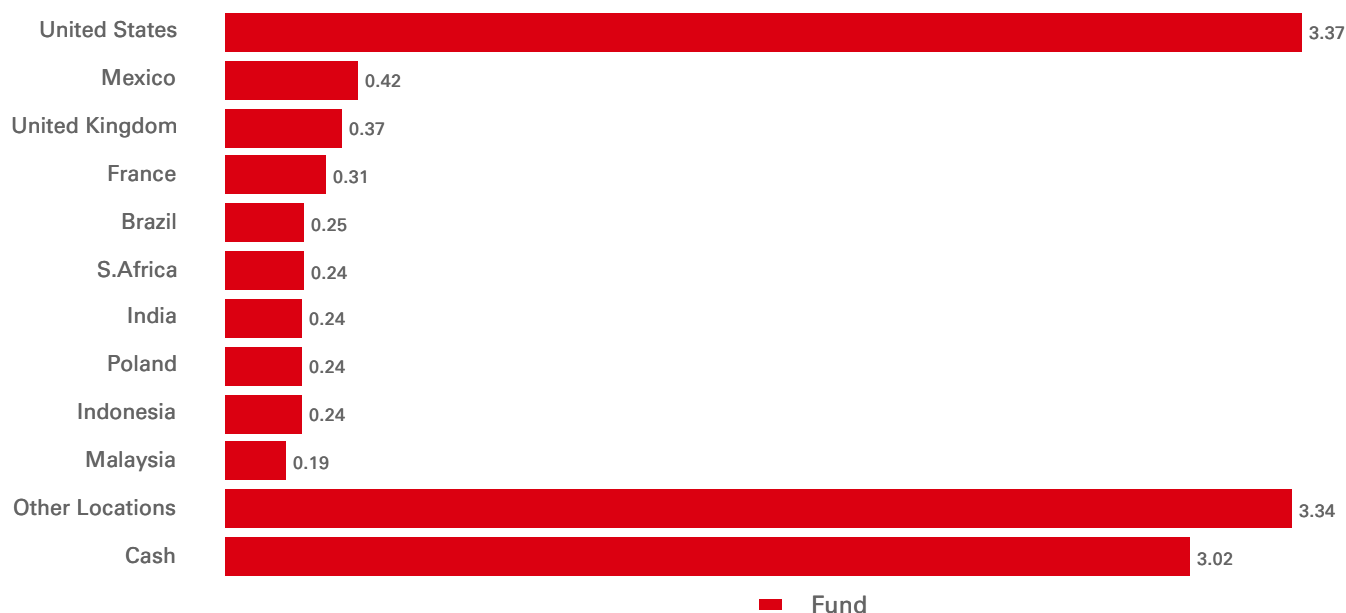 United States 3.37
Mexico 0.42
United Kingdom 0.37
France 0.31
Brazil 0.25
S.Africa 0.24
India 0.24
Poland 0.24
Indonesia 0.24
Malaysia 0.19
Other Locations 3.34
Cash 3.02
Fund